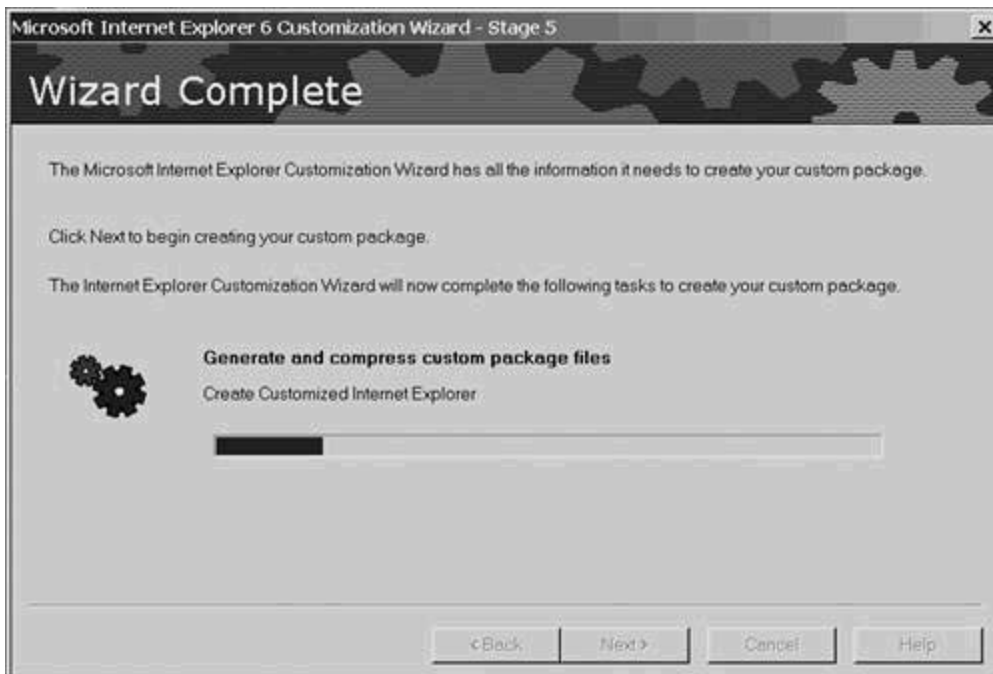 Microsoft Internet Explorer 6 Customization Wizard - Stage 5
Wizard Complete
The Microsoft Internet Explorer Customization Wizard has all the information it needs to create your custom package.
Click Next to begin creating your custom package.
The Internet Explorer Customization Wizard will now complete the following tasks to create your custom package.
Generate and compress custom package files
Create Customized Internet Explorer
< Back Next > Cancel Help